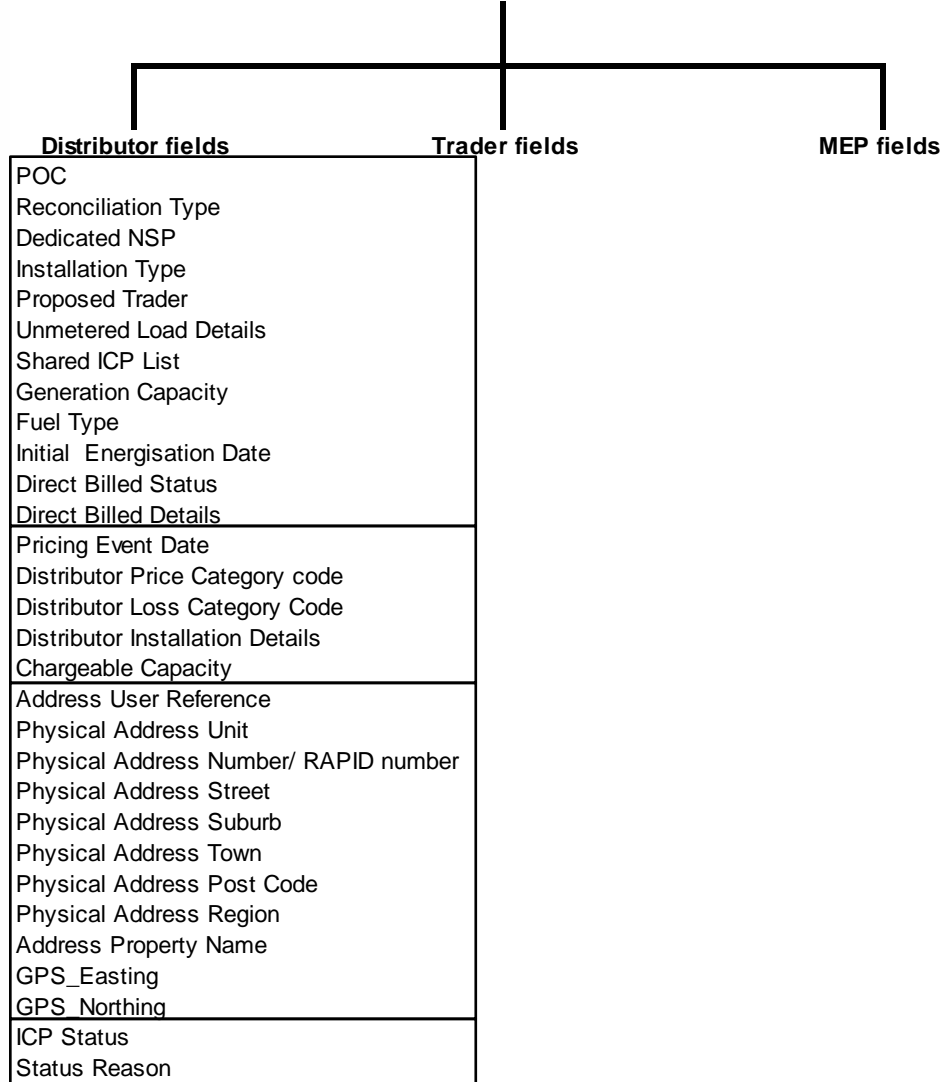 Distributor fields Trader fields MEP fields
POC
Reconciliation Type
Dedicated NSP
Installation Type
Proposed Trader
Unmetered Load Details
Shared ICP List
Generation Capacity
Fuel Type
Initial Energisation Date
Direct Billed Status
Direct Billed Details
Pricing Event Date
Distributor Price Category code
Distributor Loss Category Code
Distributor Installation Details
Chargeable Capacity
Address User Reference
Physical Address Unit
Physical Address Number/ RAPID number
Physical Address Street
Physical Address Suburb
Physical Address Town
Physical Address Post Code
Physical Address Region
Address Property Name
GPS_Easting
GPS_Northing
ICP Status
Status Reason